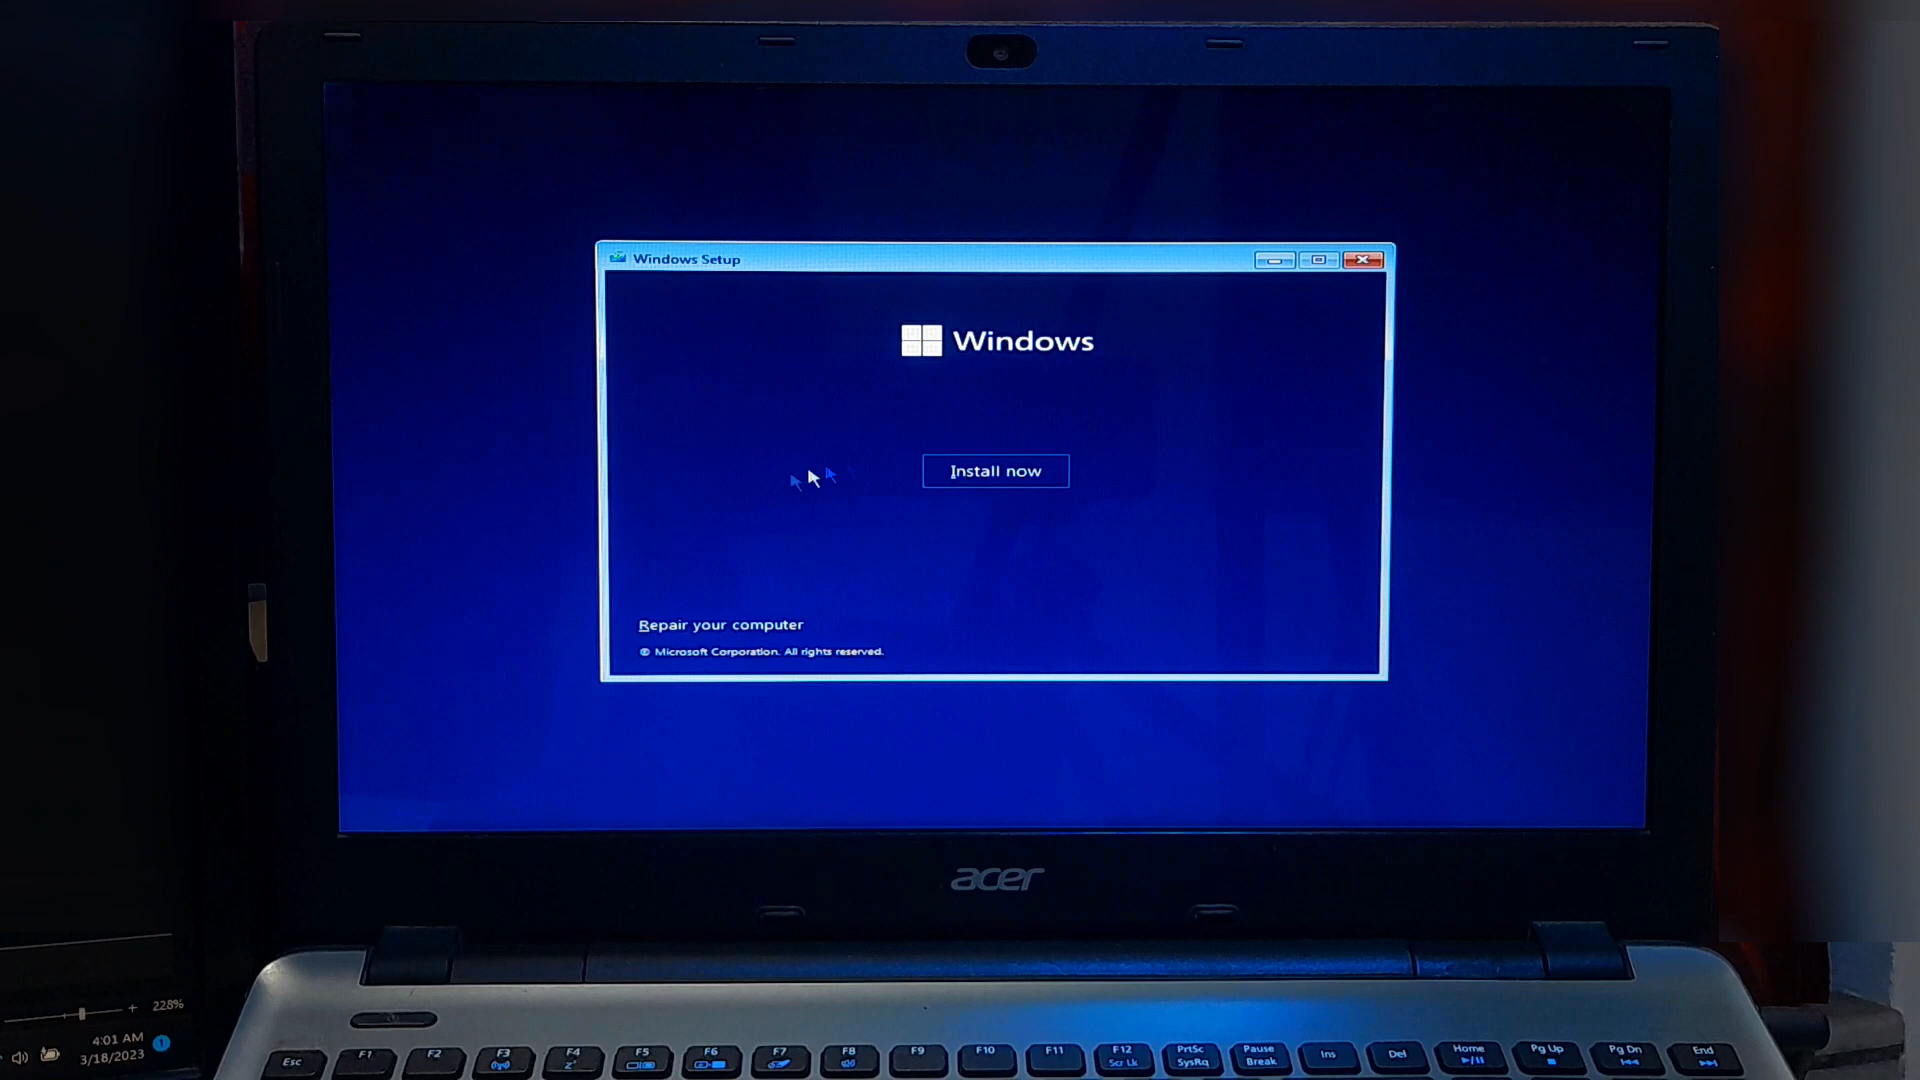 Windows Setup
Windows
Install now
Repair your computer
© Microsoft Corporation. All rights reserved.
acer
228%
4:01 AM
3/18/2023
1
Esc
F1
F2
F3
F4
F5
F6
F7
F8
F9
F10
F11
F12
Scr Lk
PrtSc
SysRq
Pause
Break
Ins
Del
Home
Pg Up
Pg Dn
End